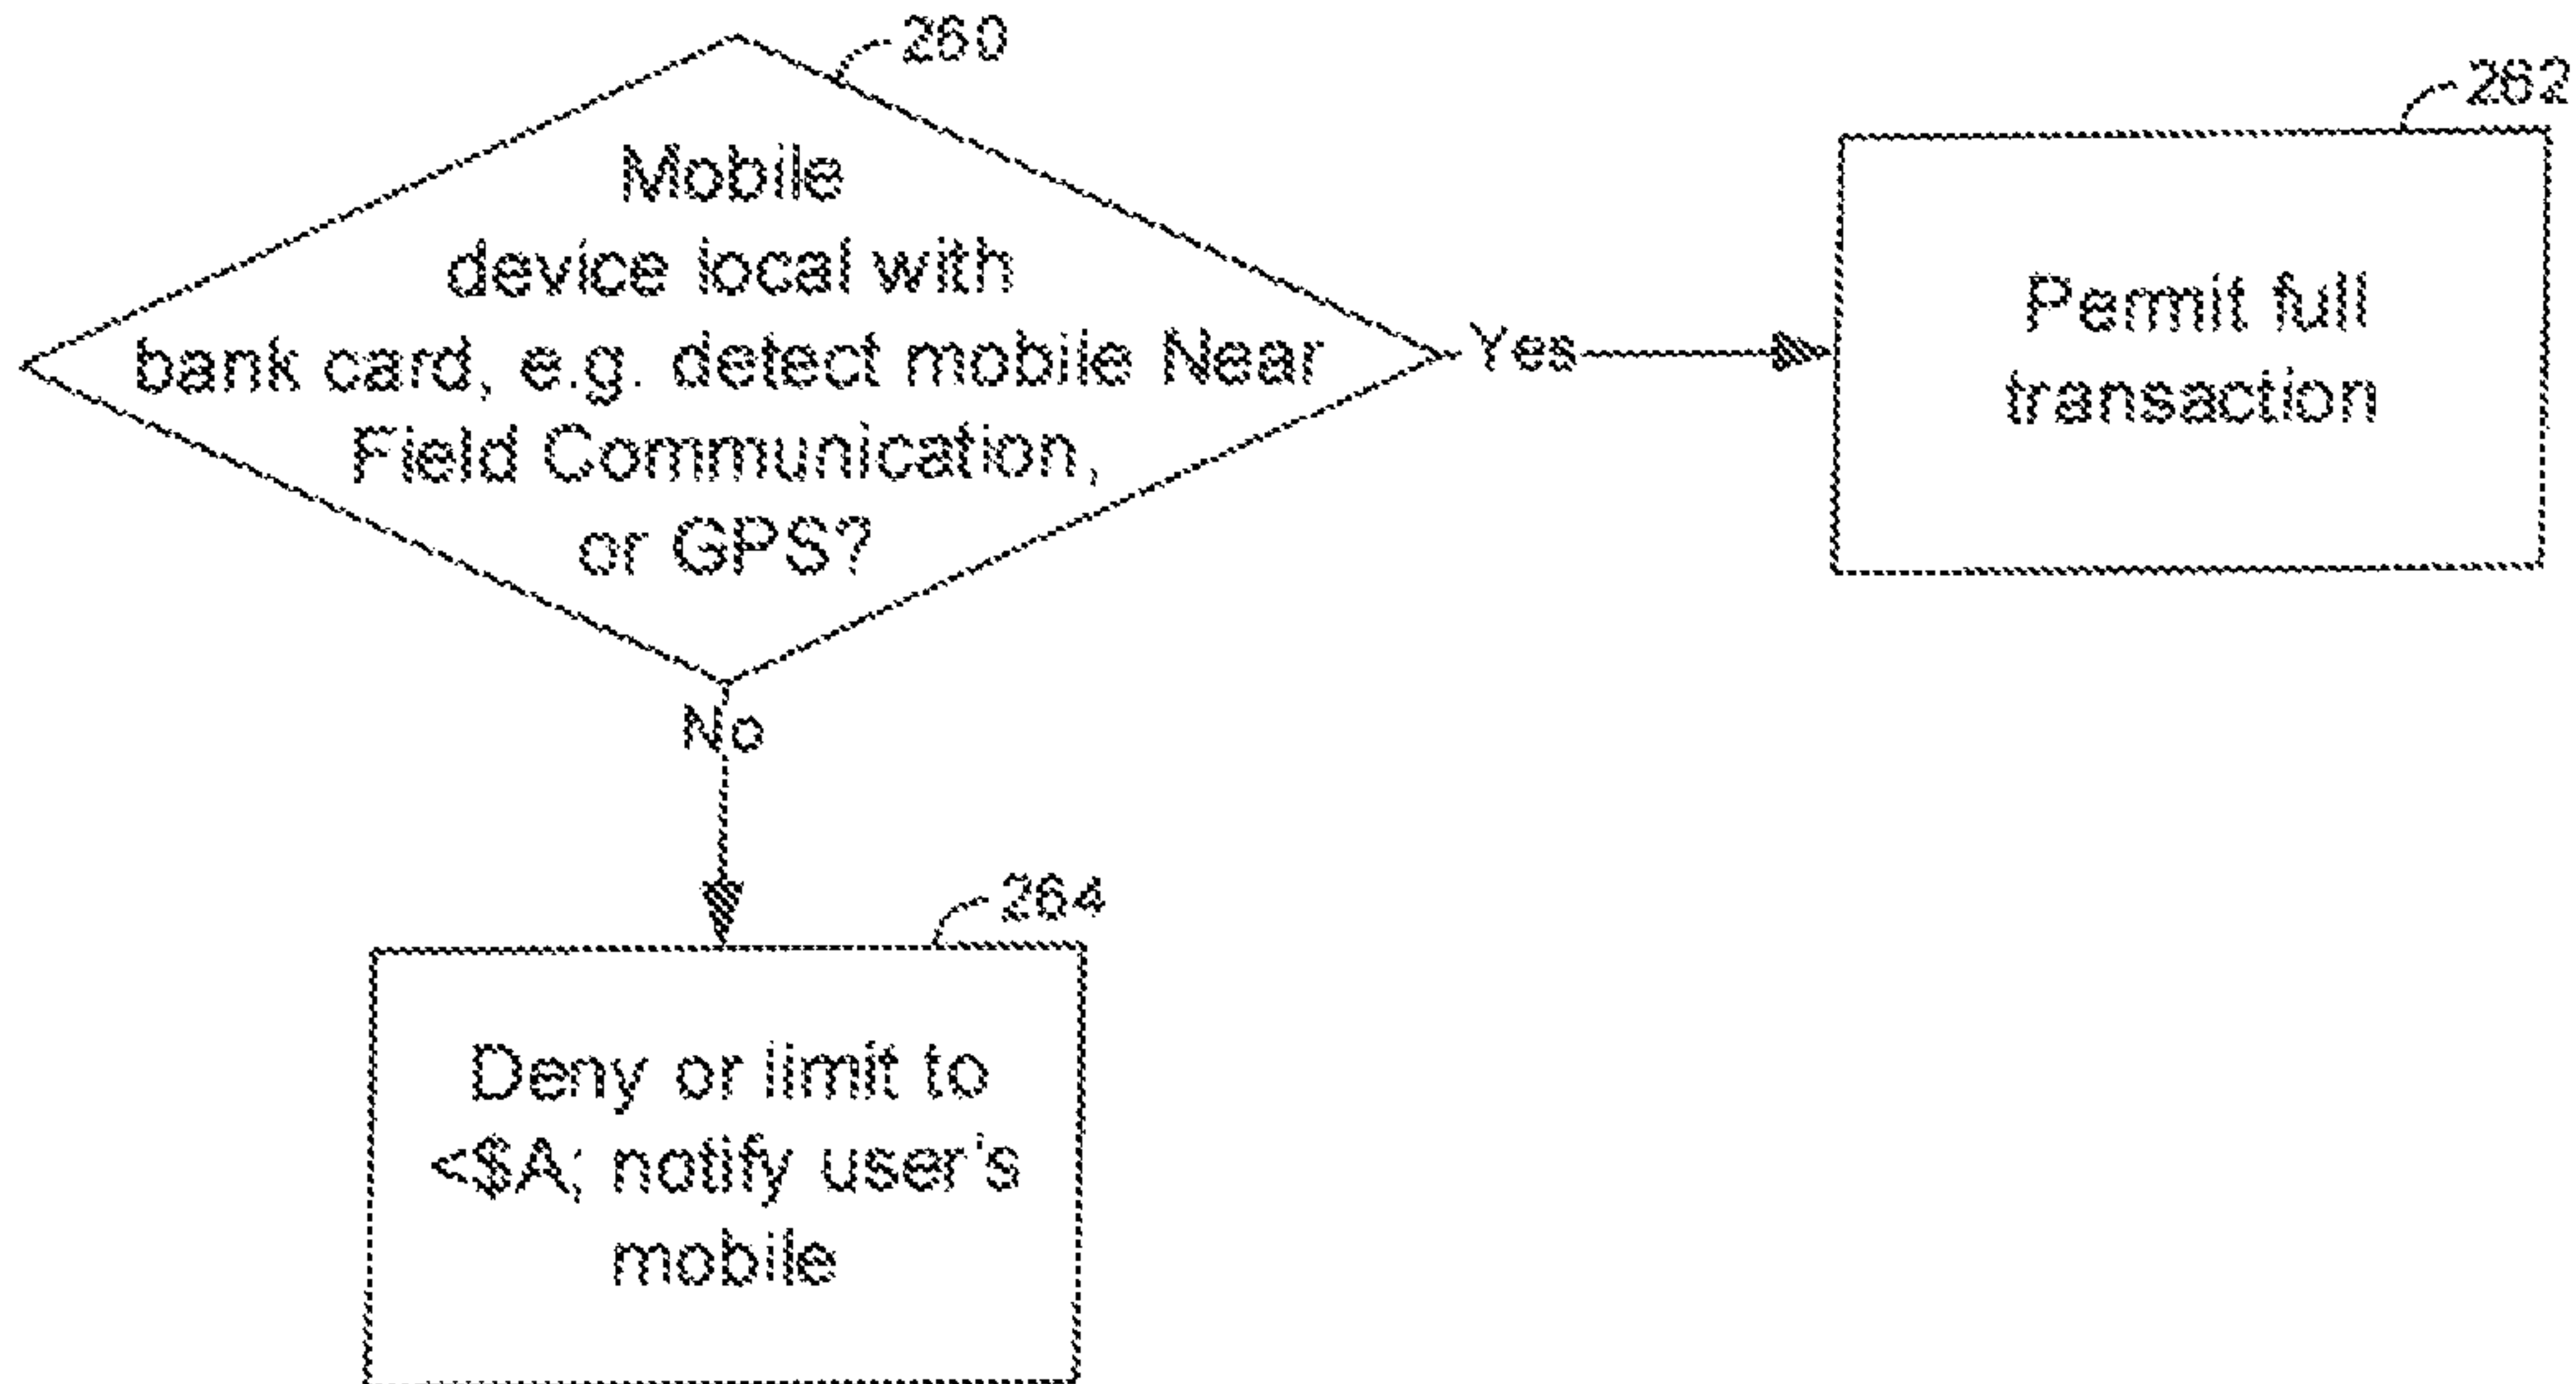 260
Mobile
device local with
bank card, e.g. detect mobile Near
Field Communication,
or GPS?
Yes
262
Permit full
transaction
No
264
Deny or limit to
<$A; notify user's
mobile